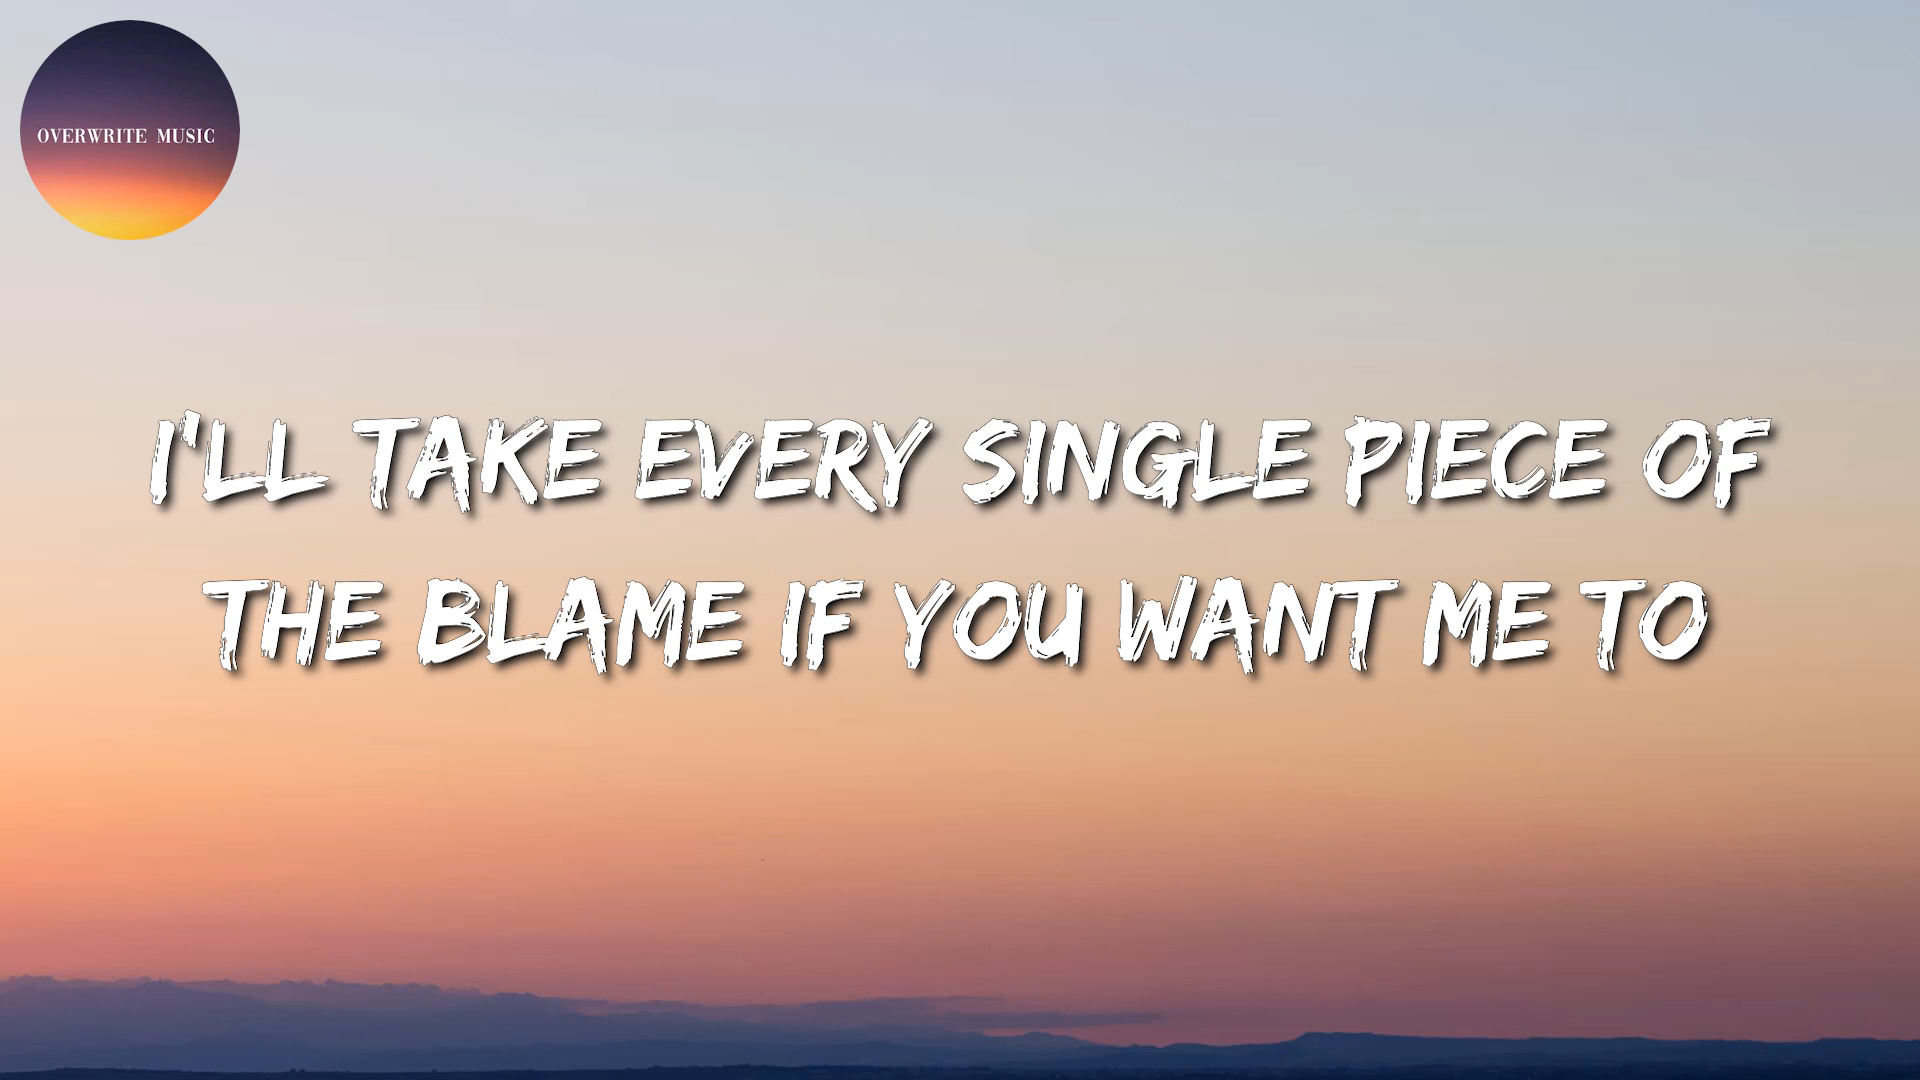 OVERWRITE MUSIC
I'LL TAKE EVERY SINGLE PIECE OF
THE BLAME IF YOU WANT ME TO